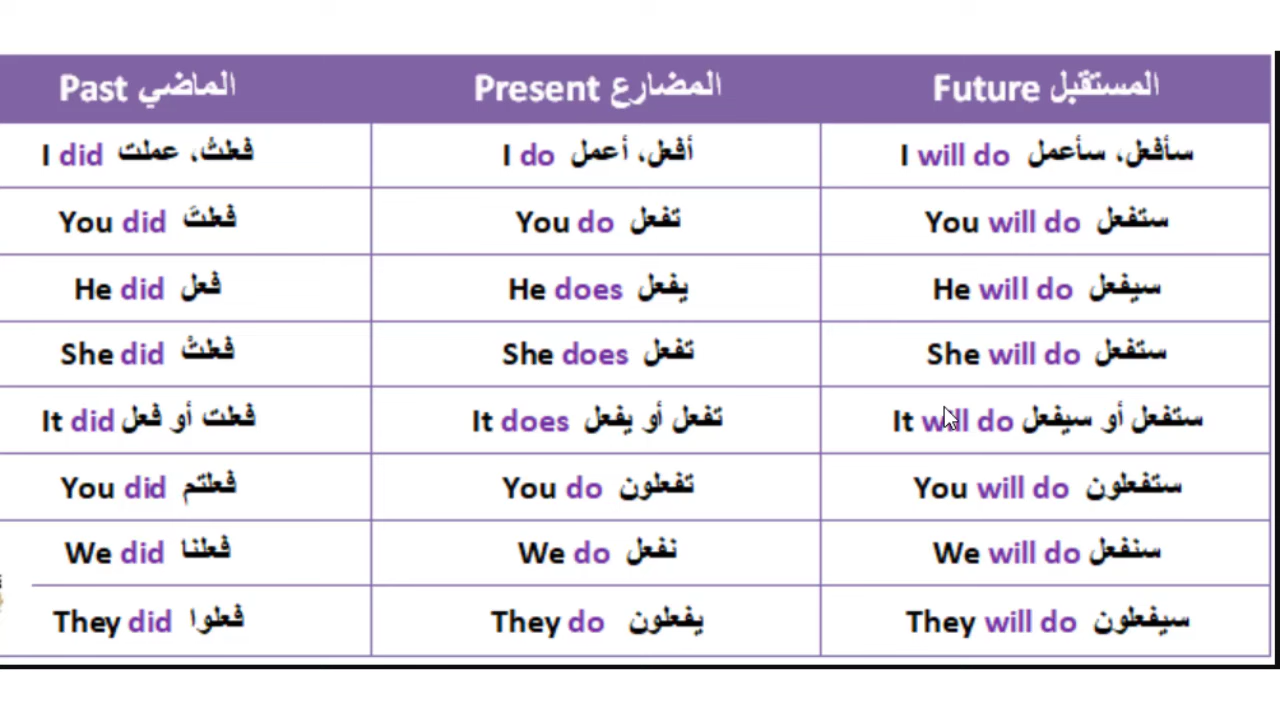 Past الماضي Present المضارع Future المستقبل
I did فعلتُ، عملت I do أفعل، أعمل I will do سأفعل، سأعمل
You did فعلتَ You do تفعل You will do ستفعل
He did فعل He does يفعل He will do سيفعل
She did فعلتْ She does تفعل She will do ستفعل
It did فعلت أو فعل It does تفعل أو يفعل It will do ستفعل أو سيفعل
You did فعلتم You do تفعلون You will do ستفعلون
We did فعلنا We do نفعل We will do سنفعل
They did فعلوا They do يفعلون They will do سيفعلون